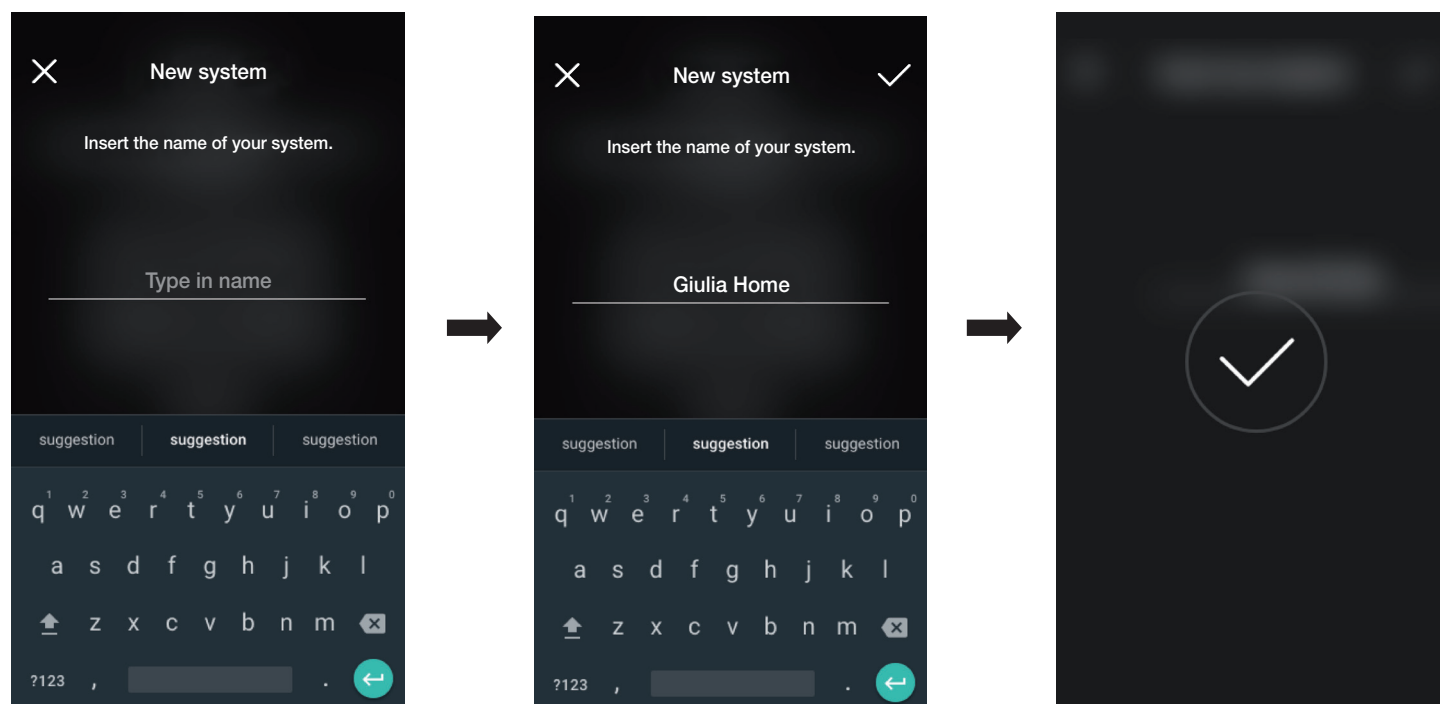 New system
Insert the name of your system.
Type in name
suggestion suggestion suggestion
1 2 3 4 5 6 7 8 9 0
q w e r t y u i o p
a s d f g h j k l
z x c v b n m
?123 , .
New system
Insert the name of your system.
Giulia Home
suggestion suggestion suggestion
1 2 3 4 5 6 7 8 9 0
q w e r t y u i o p
a s d f g h j k l
z x c v b n m
?123 , .